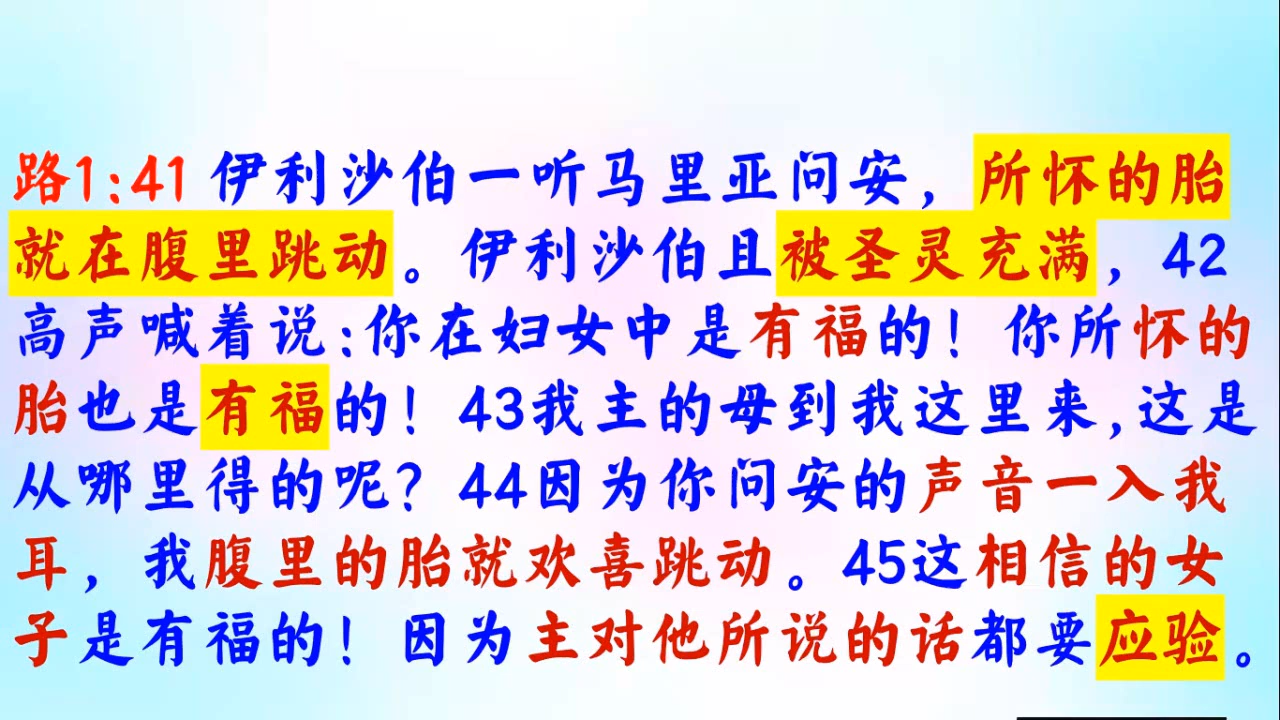 路1:41 伊利沙伯一听马里亚问安，所怀的胎
就在腹里跳动。伊利沙伯且被圣灵充满，42
高声喊着说:你在妇女中是有福的！你所怀的
胎也是有福的！43我主的母到我这里来,这是
从哪里得的呢？44因为你问安的声音一入我
耳，我腹里的胎就欢喜跳动。45这相信的女
子是有福的！因为主对他所说的话都要应验。